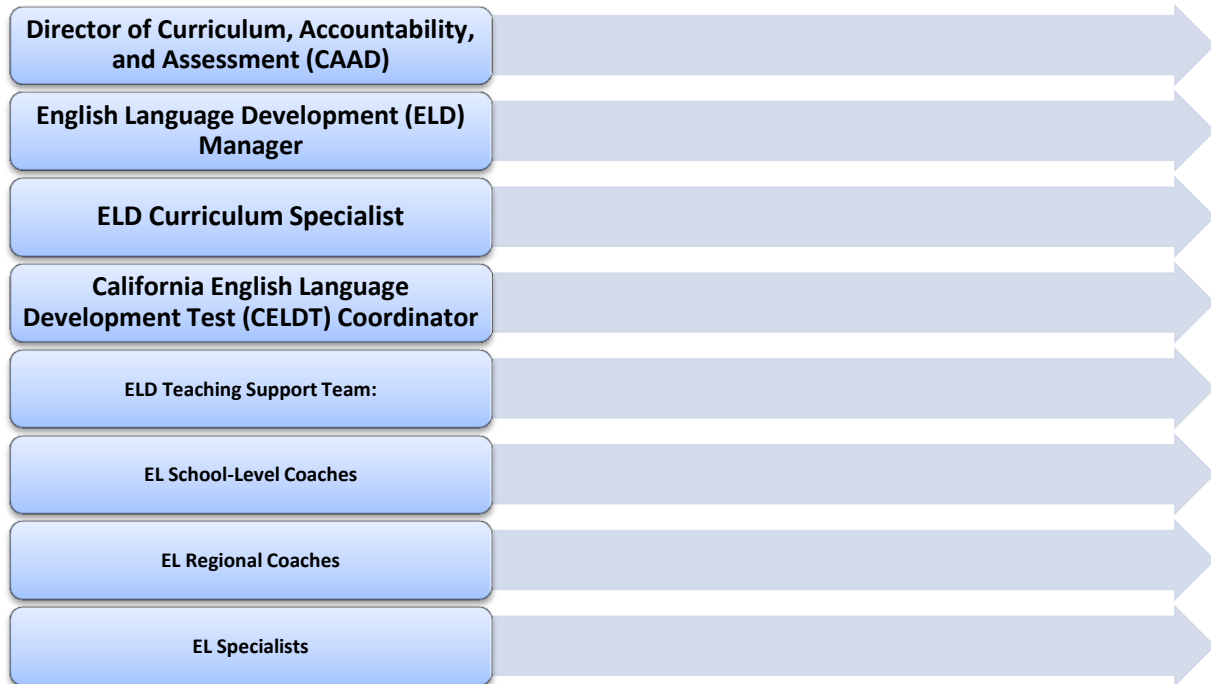 Director of Curriculum, Accountability,
and Assessment (CAAD)
English Language Development (ELD)
Manager
ELD Curriculum Specialist
California English Language
Development Test (CELDT) Coordinator
ELD Teaching Support Team:
EL School-Level Coaches
EL Regional Coaches
EL Specialists